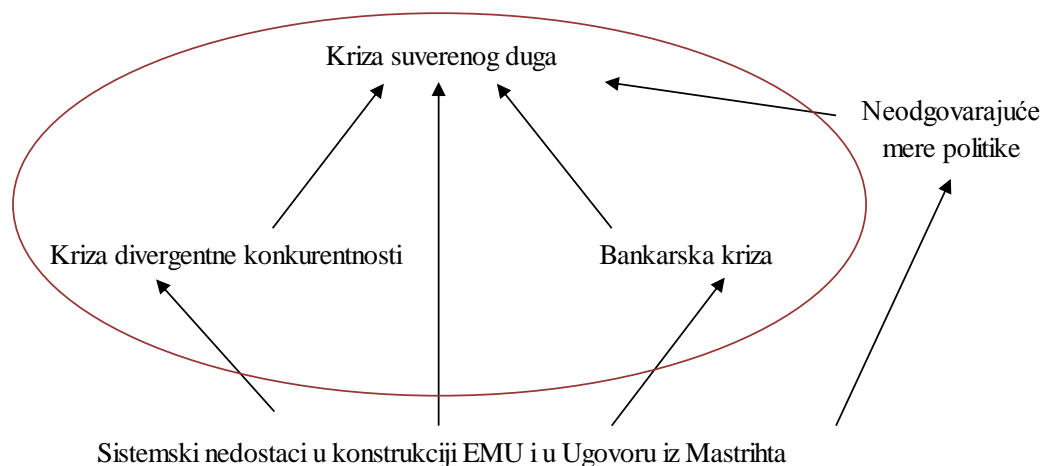 Kriza suverenog duga
Neodgovarajuće
mere politike
Kriza divergentne konkurentnosti
Bankarska kriza
Sistemski nedostaci u konstrukciji EMU i u Ugovoru iz Mastrihta